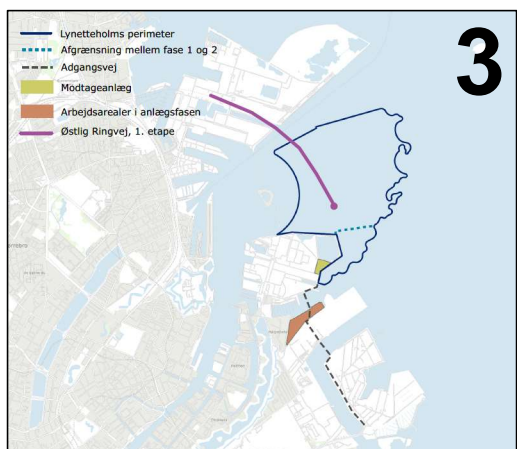 3
Lynetteholms perimeter
Afgrænsning mellem fase 1 og 2
Adgangsvej
Modtageanlæg
Arbejdsarealer i anlægsfasen
Østlig Ringvej, 1. etape